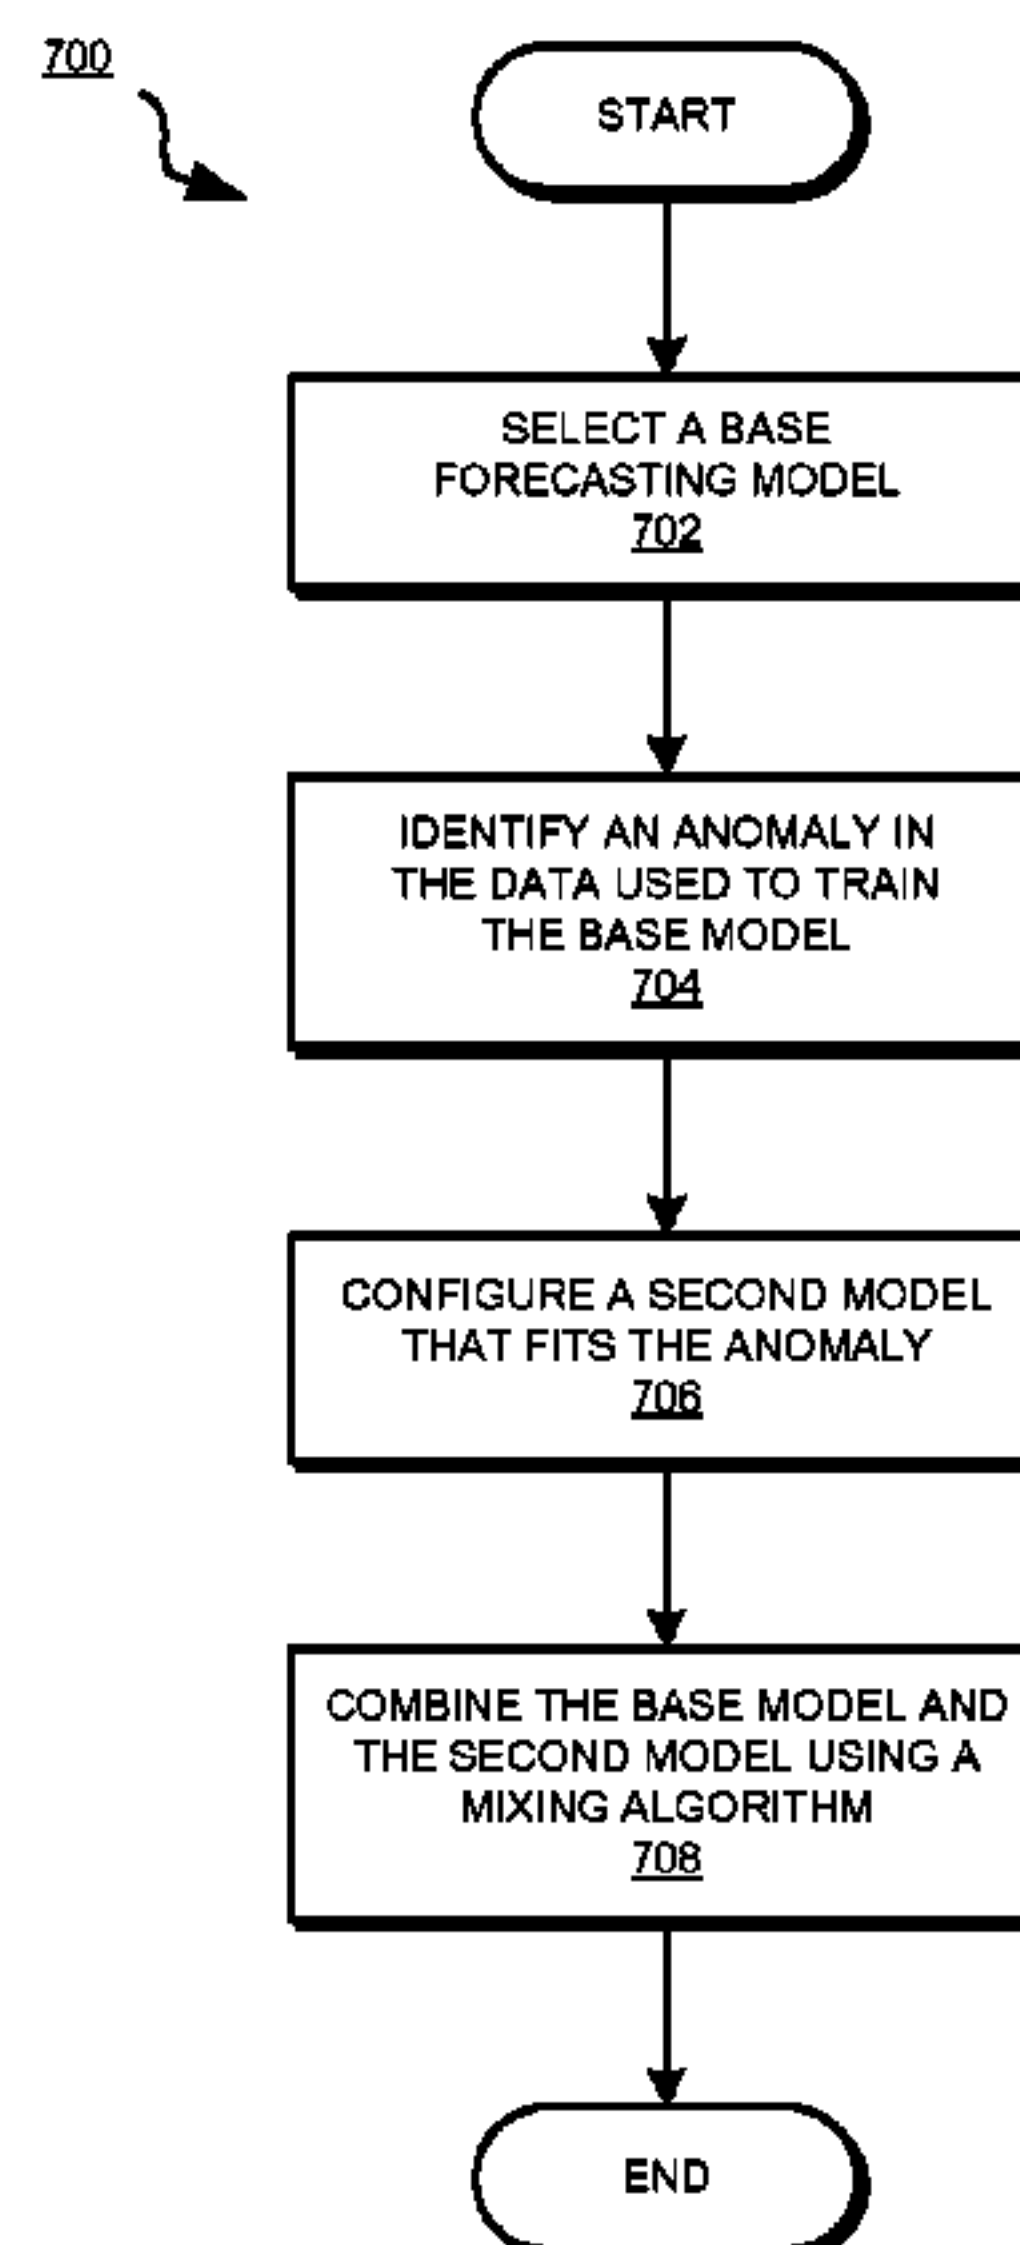 700
START
SELECT A BASE
FORECASTING MODEL
702
IDENTIFY AN ANOMALY IN
THE DATA USED TO TRAIN
THE BASE MODEL
704
CONFIGURE A SECOND MODEL
THAT FITS THE ANOMALY
706
COMBINE THE BASE MODEL AND
THE SECOND MODEL USING A
MIXING ALGORITHM
708
END